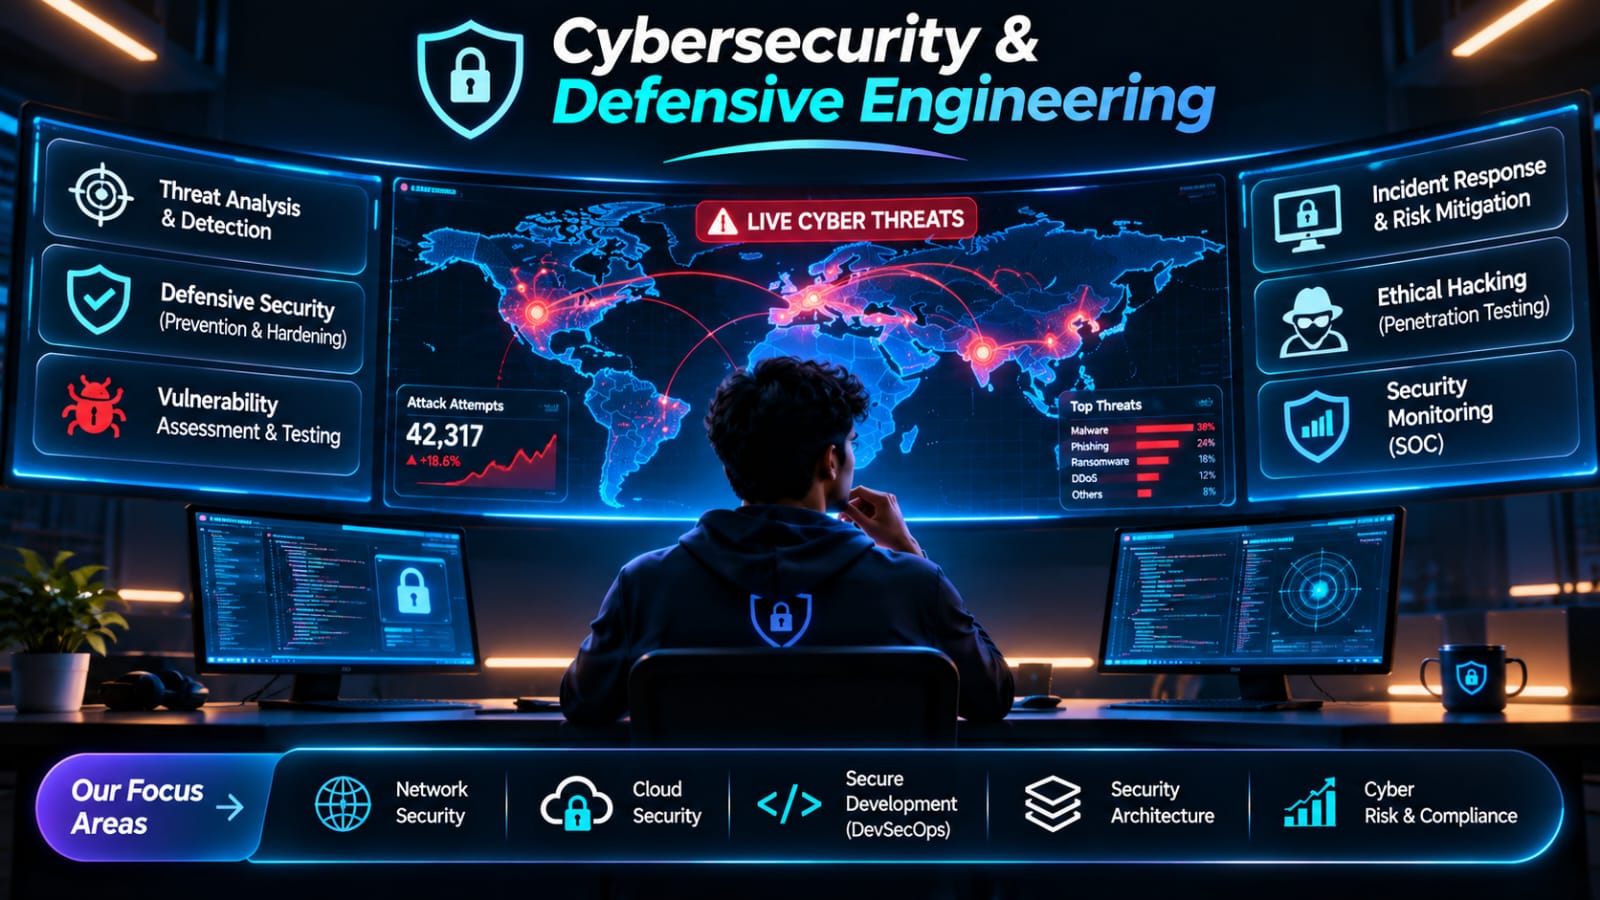 Cybersecurity &
Defensive Engineering
Threat Analysis
& Detection
Defensive Security
(Prevention & Hardening)
Vulnerability
Assessment & Testing
LIVE CYBER THREATS
Attack Attempts
42,317
+18.6%
Top Threats
Malware 38%
Phishing 24%
Ransomware 18%
DDoS 12%
Others 8%
Incident Response
& Risk Mitigation
Ethical Hacking
(Penetration Testing)
Security
Monitoring
(SOC)
Our Focus
Areas
Network
Security
Cloud
Security
Secure
Development
(DevSecOps)
Security
Architecture
Cyber
Risk & Compliance